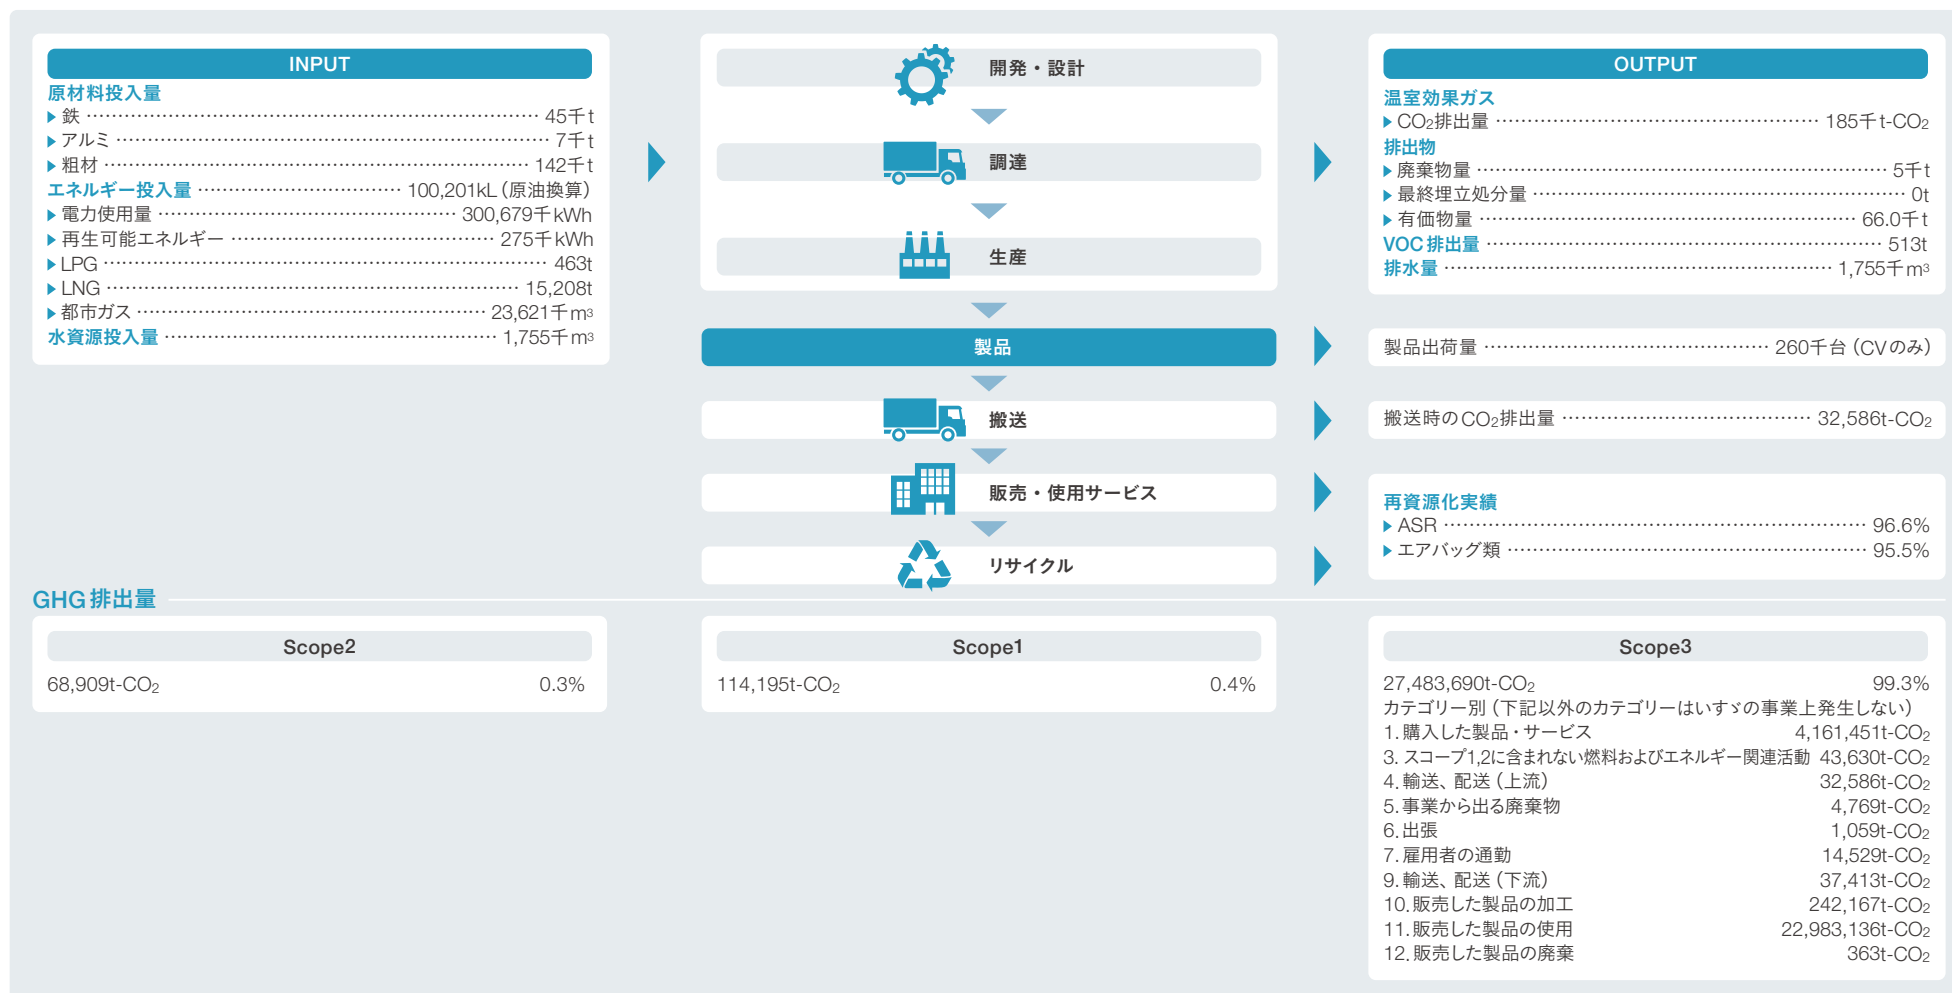 INPUT
原材料投入量
鉄 45千t
アルミ 7千t
粗材 142千t
エネルギー投入量 100,201kL(原油換算)
電力使用量 300,679千kWh
再生可能エネルギー 275千kWh
LPG 463t
LNG 15,208t
都市ガス 23,621千m³
水資源投入量 1,755千m³
開発・設計
調達
生産
製品
搬送
販売・使用サービス
リサイクル
OUTPUT
温室効果ガス
CO₂排出量 185千t-CO₂
排出物
廃棄物量 5千t
最終埋立処分量 0t
有価物量 66.0千t
VOC排出量 513t
排水量 1,755千m³
製品出荷量 260千台(CVのみ)
搬送時のCO₂排出量 32,586t-CO₂
再資源化実績
ASR 96.6%
エアバッグ類 95.5%
GHG排出量
Scope2
68,909t-CO₂ 0.3%
Scope1
114,195t-CO₂ 0.4%
Scope3
27,483,690t-CO₂ 99.3%
カテゴリー別(下記以外のカテゴリーはいすゞの事業上発生しない)
1.購入した製品・サービス 4,161,451t-CO₂
3.スコープ1,2に含まれない燃料およびエネルギー関連活動 43,630t-CO₂
4.輸送、配送(上流) 32,586t-CO₂
5.事業から出る廃棄物 4,769t-CO₂
6.出張 1,059t-CO₂
7.雇用者の通勤 14,529t-CO₂
9.輸送、配送(下流) 37,413t-CO₂
10.販売した製品の加工 242,167t-CO₂
11.販売した製品の使用 22,983,136t-CO₂
12.販売した製品の廃棄 363t-CO₂